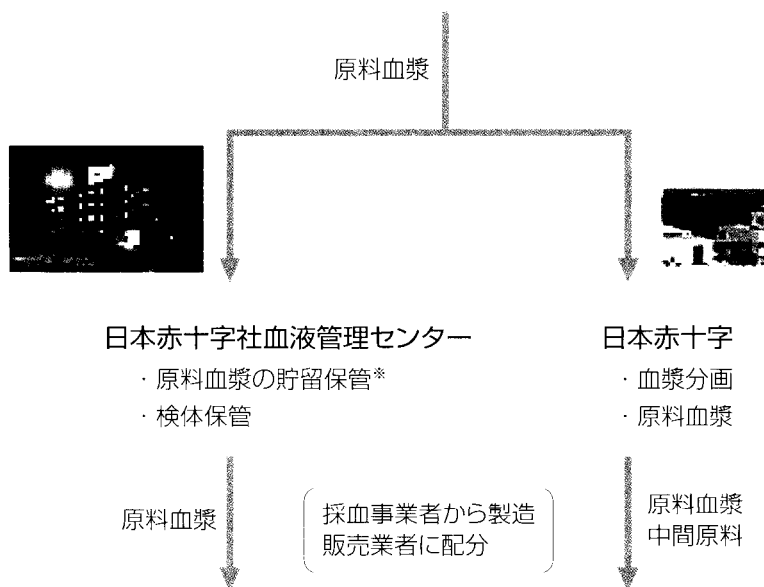 原料血漿
日本赤十字社血液管理センター
・原料血漿の貯留保管※
・検体保管
日本赤十字
・血漿分画
・原料血漿
原料血漿
採血事業者から製造
販売業者に配分
原料血漿
中間原料